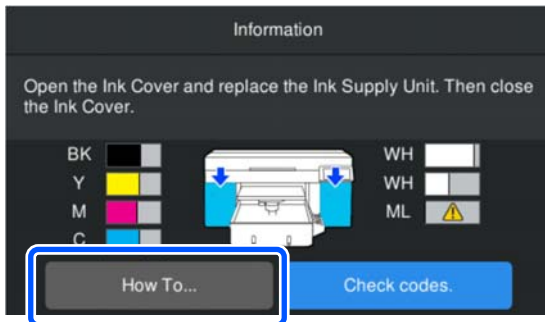 Information
Open the Ink Cover and replace the Ink Supply Unit. Then close
the Ink Cover.
BK
WH
Y
WH
M
ML
C
How To...
Check codes.